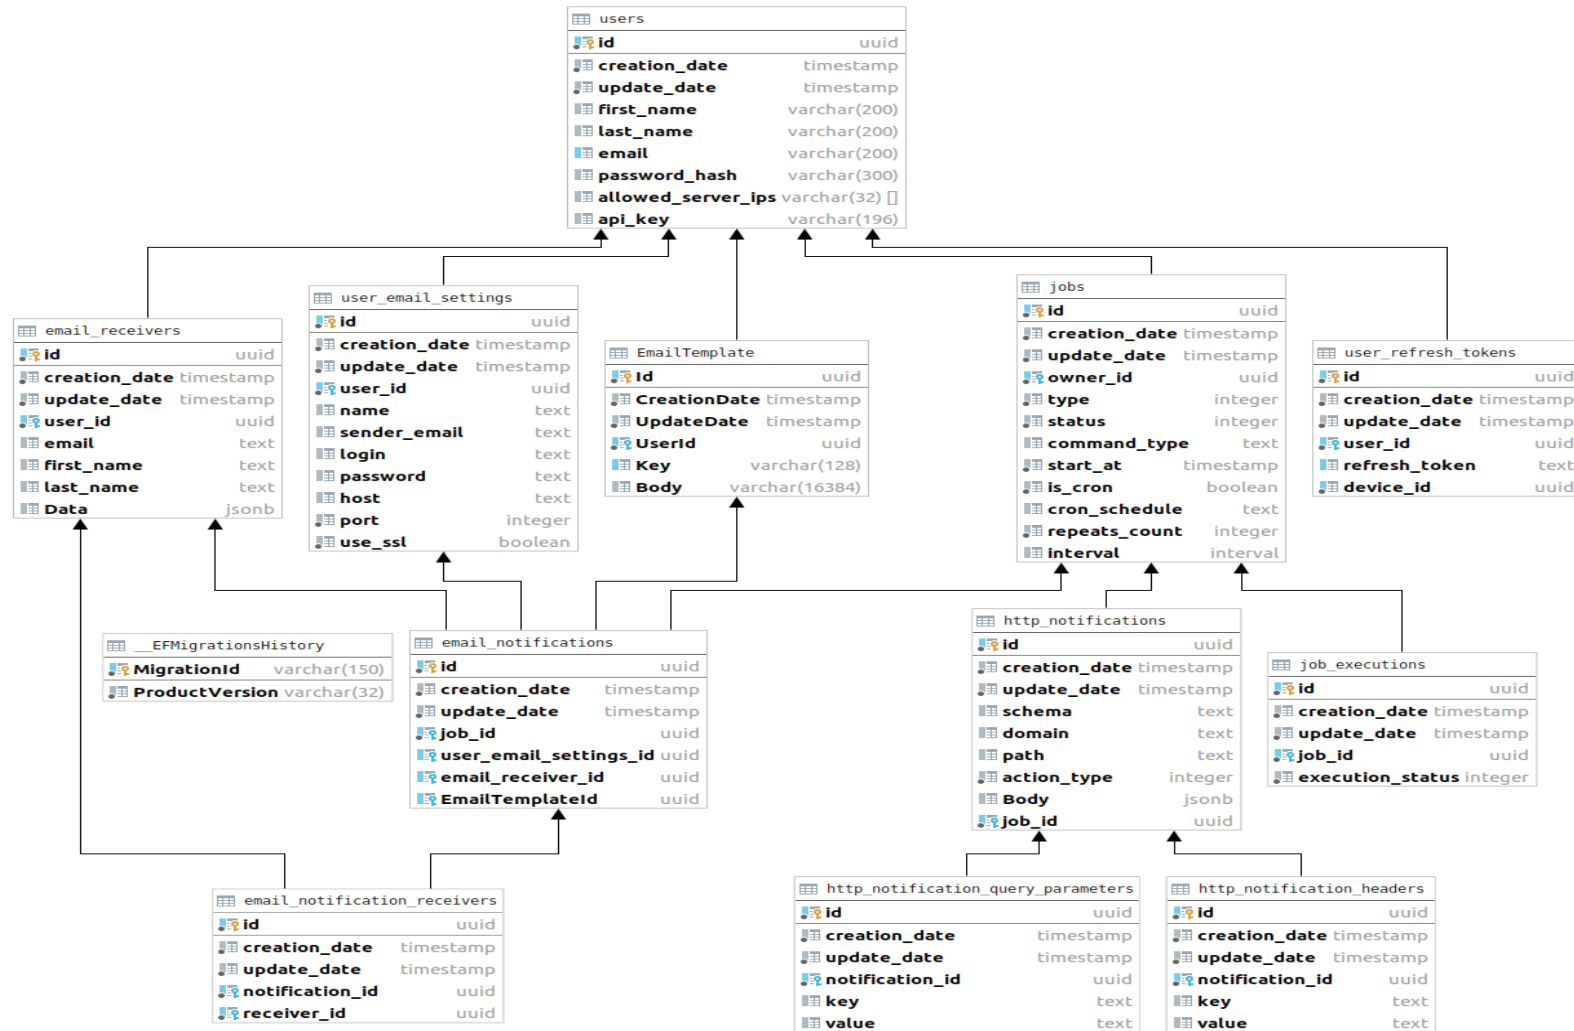 users
id uuid
creation_date timestamp
update_date timestamp
first_name varchar(200)
last_name varchar(200)
email varchar(200)
password_hash varchar(300)
allowed_server_ips varchar(32) []
api_key varchar(196)
email_receivers
id uuid
creation_date timestamp
update_date timestamp
user_id uuid
email text
first_name text
last_name text
Data jsonb
user_email_settings
id uuid
creation_date timestamp
update_date timestamp
user_id uuid
name text
sender_email text
login text
password text
host text
port integer
use_ssl boolean
EmailTemplate
Id uuid
CreationDate timestamp
UpdateDate timestamp
UserId uuid
Key varchar(128)
Body varchar(16384)
jobs
id uuid
creation_date timestamp
update_date timestamp
owner_id uuid
type integer
status integer
command_type text
start_at timestamp
is_cron boolean
cron_schedule text
repeats_count integer
interval interval
user_refresh_tokens
id uuid
creation_date timestamp
update_date timestamp
user_id uuid
refresh_token text
device_id uuid
__EFMigrationsHistory
MigrationId varchar(150)
ProductVersion varchar(32)
email_notifications
id uuid
creation_date timestamp
update_date timestamp
job_id uuid
user_email_settings_id uuid
email_receiver_id uuid
EmailTemplateId uuid
http_notifications
id uuid
creation_date timestamp
update_date timestamp
schema text
domain text
path text
action_type integer
Body jsonb
job_id uuid
job_executions
id uuid
creation_date timestamp
update_date timestamp
job_id uuid
execution_status integer
email_notification_receivers
id uuid
creation_date timestamp
update_date timestamp
notification_id uuid
receiver_id uuid
http_notification_query_parameters
id uuid
creation_date timestamp
update_date timestamp
notification_id uuid
key text
value text
http_notification_headers
id uuid
creation_date timestamp
update_date timestamp
notification_id uuid
key text
value text